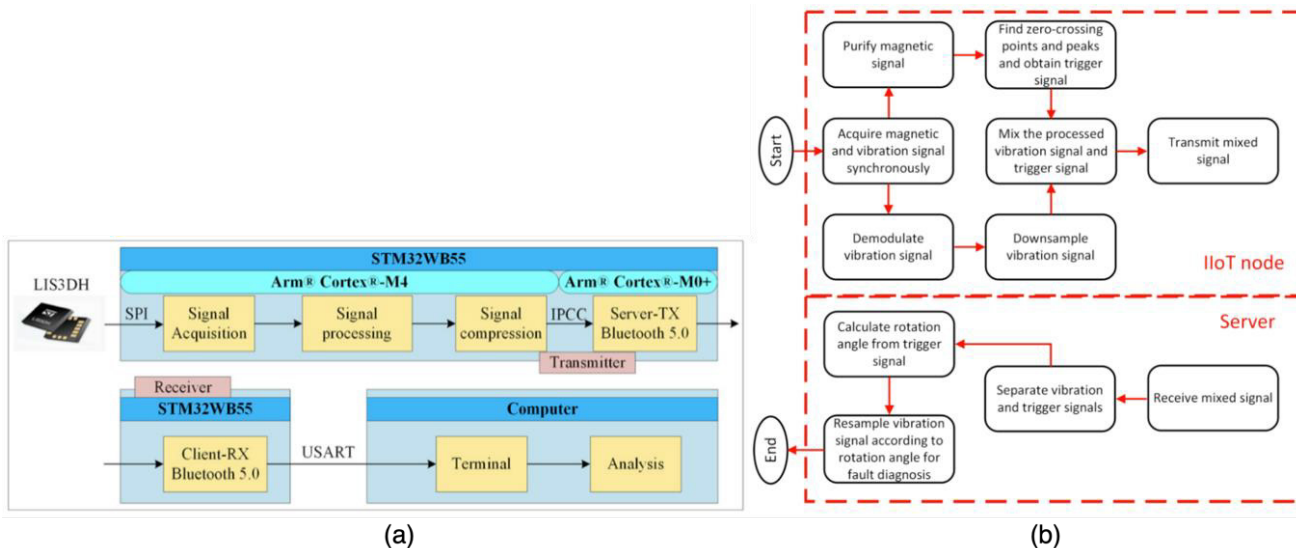 STM32WB55
LIS3DH
Arm® Cortex®-M4
Arm® Cortex®-M0+
SPI
Signal
Acquisition
Signal
processing
Signal
compression
IPCC
Server-TX
Bluetooth 5.0
Transmitter
Receiver
STM32WB55
Client-RX
Bluetooth 5.0
USART
Computer
Terminal
Analysis
(a)
Start
Acquire magnetic
and vibration signal
synchronously
Purify magnetic
signal
Find zero-crossing
points and peaks
and obtain trigger
signal
Demodulate
vibration signal
Downsample
vibration signal
Mix the processed
vibration signal and
trigger signal
Transmit mixed
signal
IIoT node
Server
Receive mixed signal
Separate vibration
and trigger signals
Calculate rotation
angle from trigger
signal
Resample vibration
signal according to
rotation angle for
fault diagnosis
End
(b)